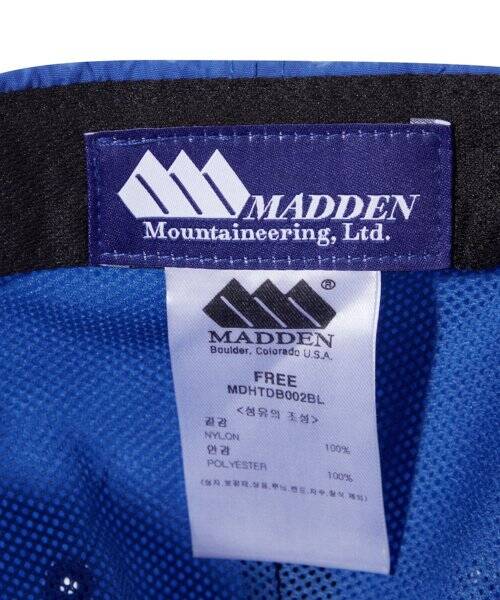 MADDEN
Mountaineering, Ltd.
®
MADDEN
Boulder, Colorado U.S.A.
FREE
MDHTDB002BL
<섬유의 조성>
겉감
NYLON 100%
안감
POLYESTER 100%